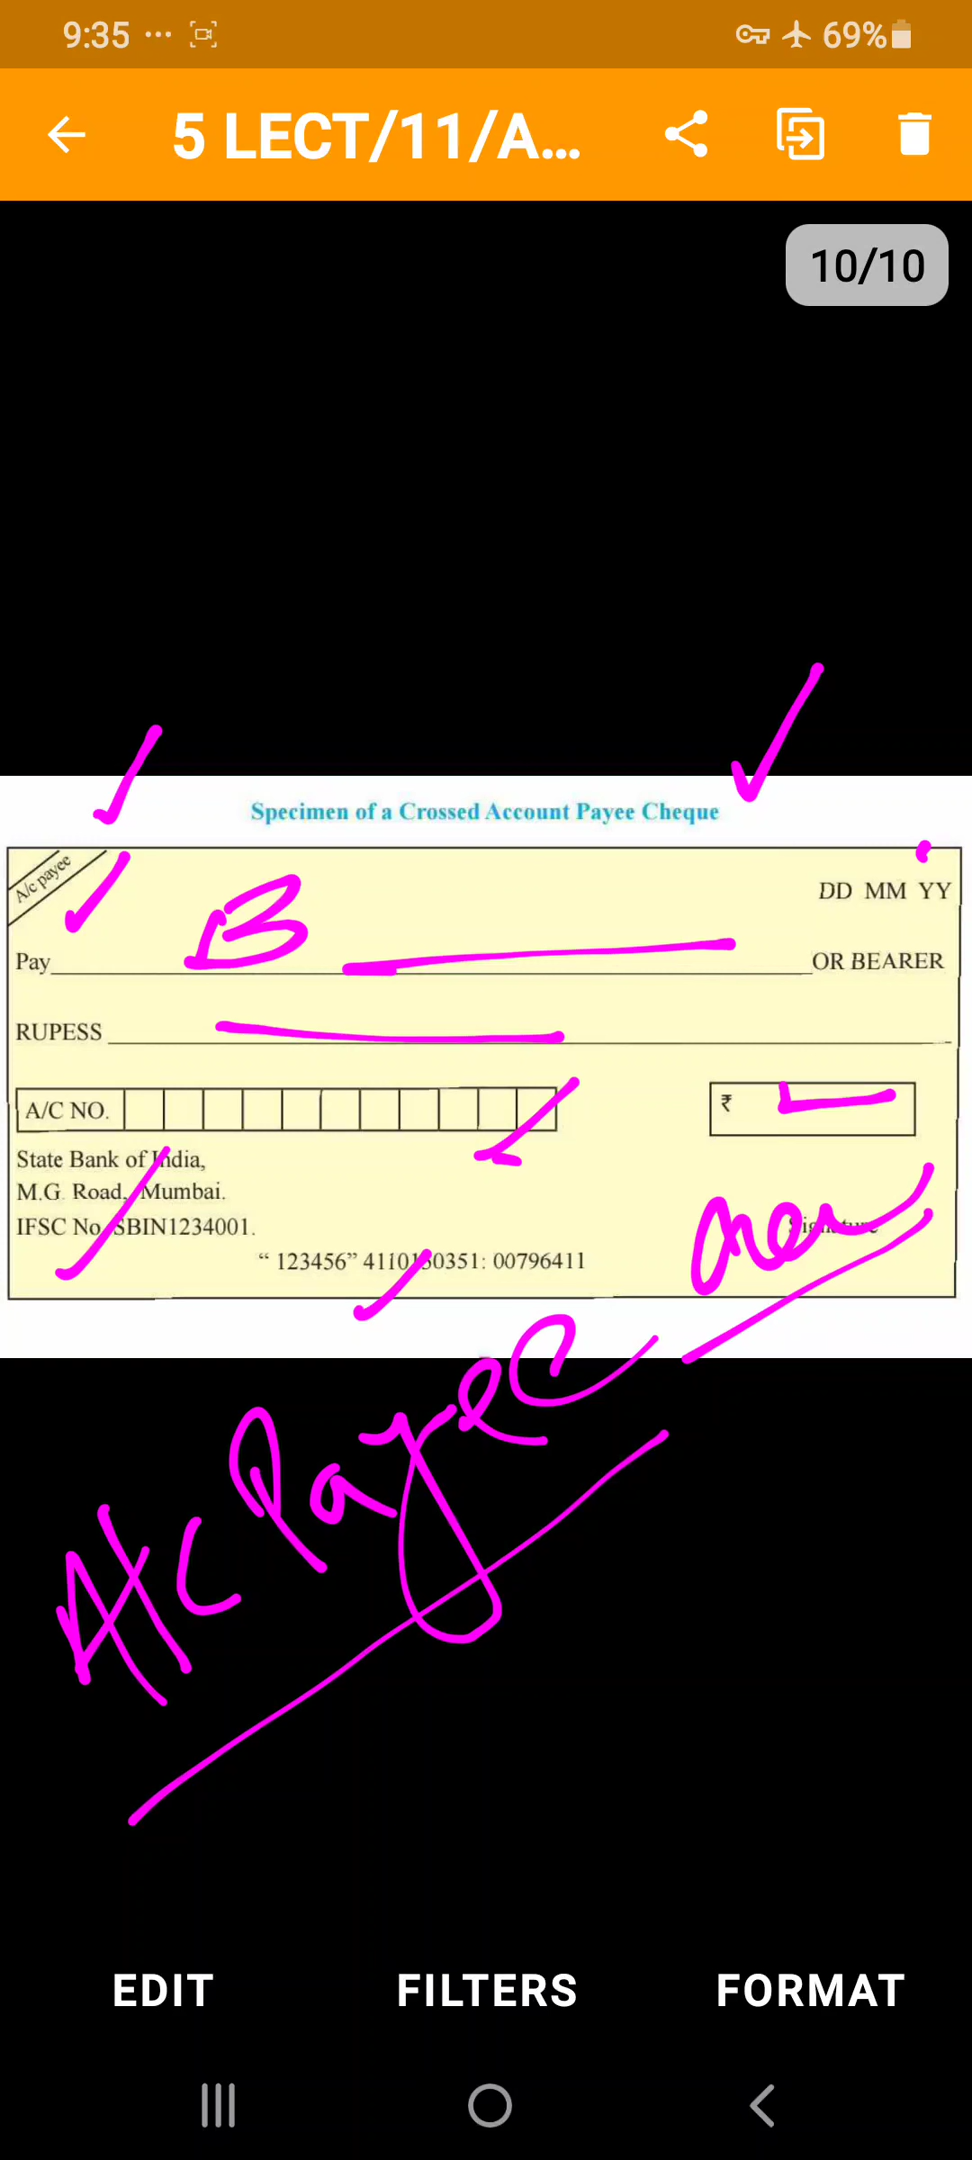 9:35 ... 69%
5 LECT/11/A...
10/10
Specimen of a Crossed Account Payee Cheque
A/c payee
DD MM YY
Pay B OR BEARER
RUPESS
A/C NO. ₹
State Bank of India,
M.G. Road, Mumbai.
IFSC No. SBIN1234001.
Signature
“ 123456” 4110130351: 00796411
A/c Payee
EDIT FILTERS FORMAT